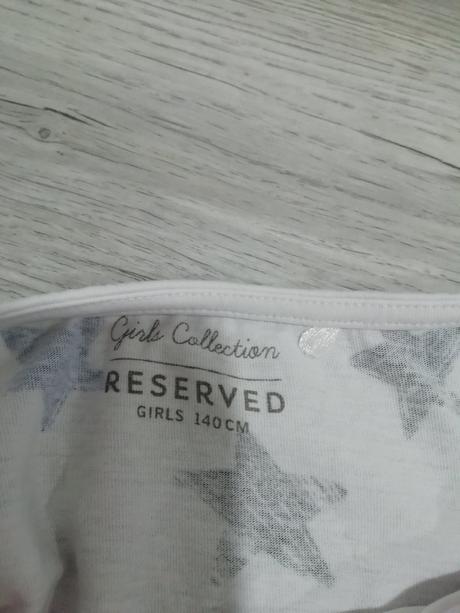 Girls Collection
RESERVED
GIRLS 140CM